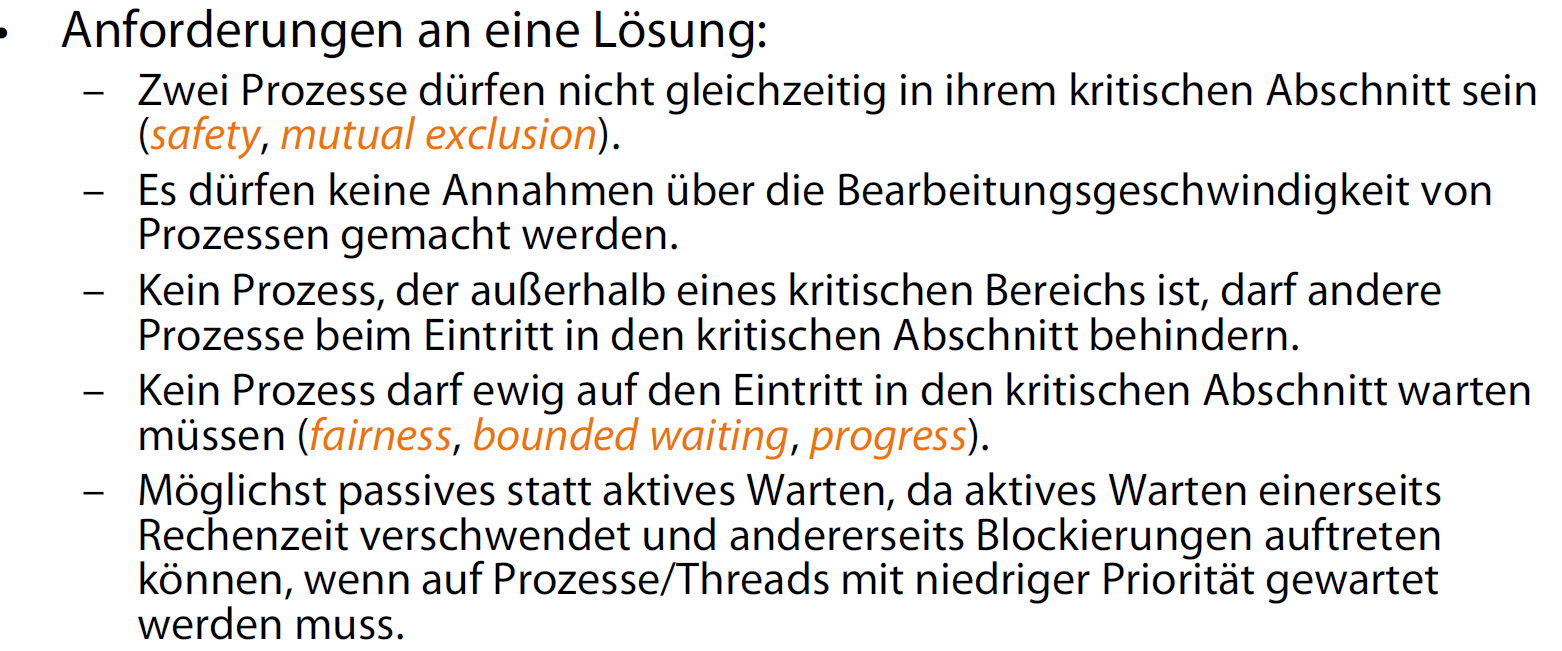 • Anforderungen an eine Lösung:
– Zwei Prozesse dürfen nicht gleichzeitig in ihrem kritischen Abschnitt sein
(safety, mutual exclusion).
– Es dürfen keine Annahmen über die Bearbeitungsgeschwindigkeit von
Prozessen gemacht werden.
– Kein Prozess, der außerhalb eines kritischen Bereichs ist, darf andere
Prozesse beim Eintritt in den kritischen Abschnitt behindern.
– Kein Prozess darf ewig auf den Eintritt in den kritischen Abschnitt warten
müssen (fairness, bounded waiting, progress).
– Möglichst passives statt aktives Warten, da aktives Warten einerseits
Rechenzeit verschwendet und andererseits Blockierungen auftreten
können, wenn auf Prozesse/Threads mit niedriger Priorität gewartet
werden muss.